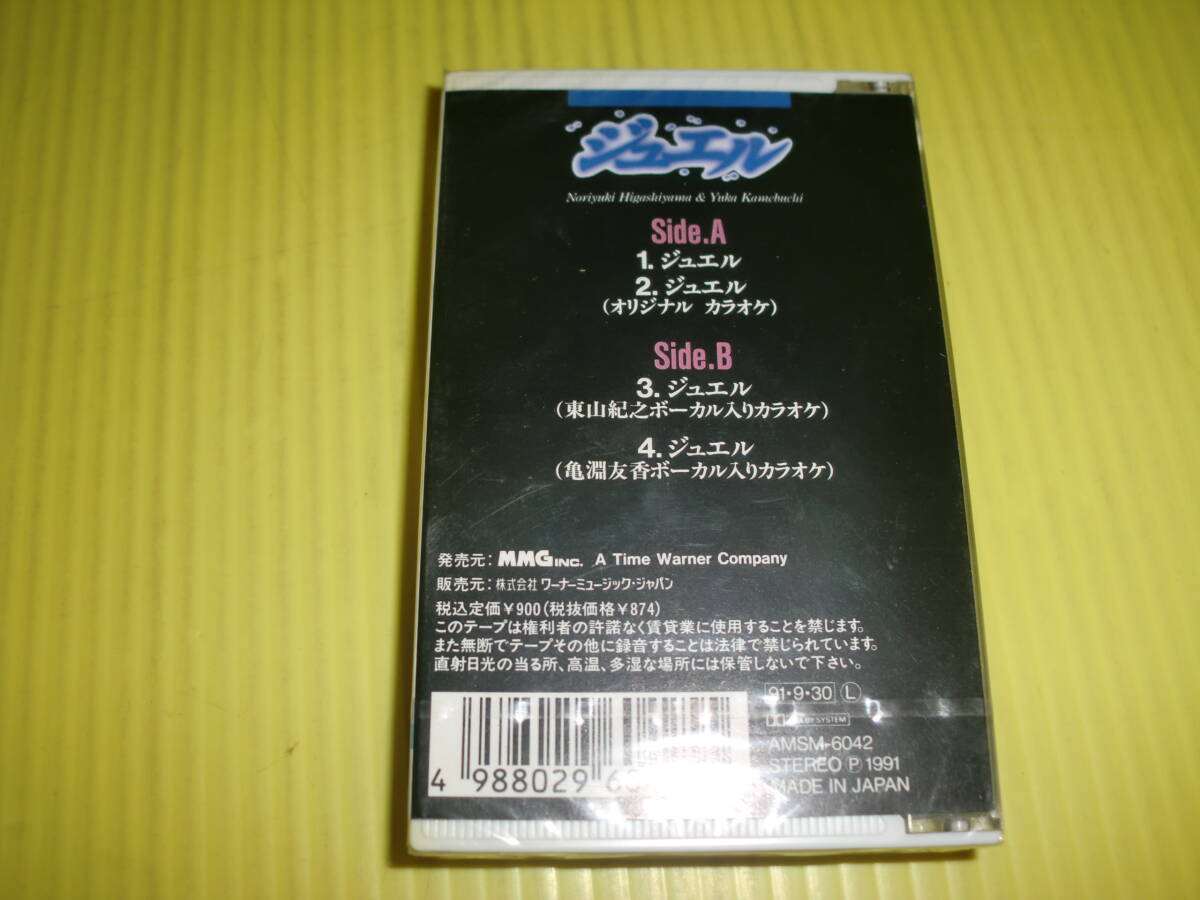 ジューエル
Noriyuki Higashiyama & Yuka Kamebuchi
Side.A
1. ジュエル
2. ジュエル
(オリジナル カラオケ)
Side.B
3. ジュエル
(東山紀之ボーカル入りカラオケ)
4. ジュエル
(亀淵友香ボーカル入りカラオケ)
発売元: MMG INC. A Time Warner Company
販売元: 株式会社 ワーナーミュージック・ジャパン
税込定価¥900(税抜価格¥874)
このテープは権利者の許諾なく賃貸業に使用することを禁じます。
また無断でテープその他に録音することは法律で禁じられています。
直射日光の当る所、高温、多湿な場所には保管しないで下さい。
91・9・30 L
AMSM-6042
STEREO Ⓟ 1991
MADE IN JAPAN
4 988029 6